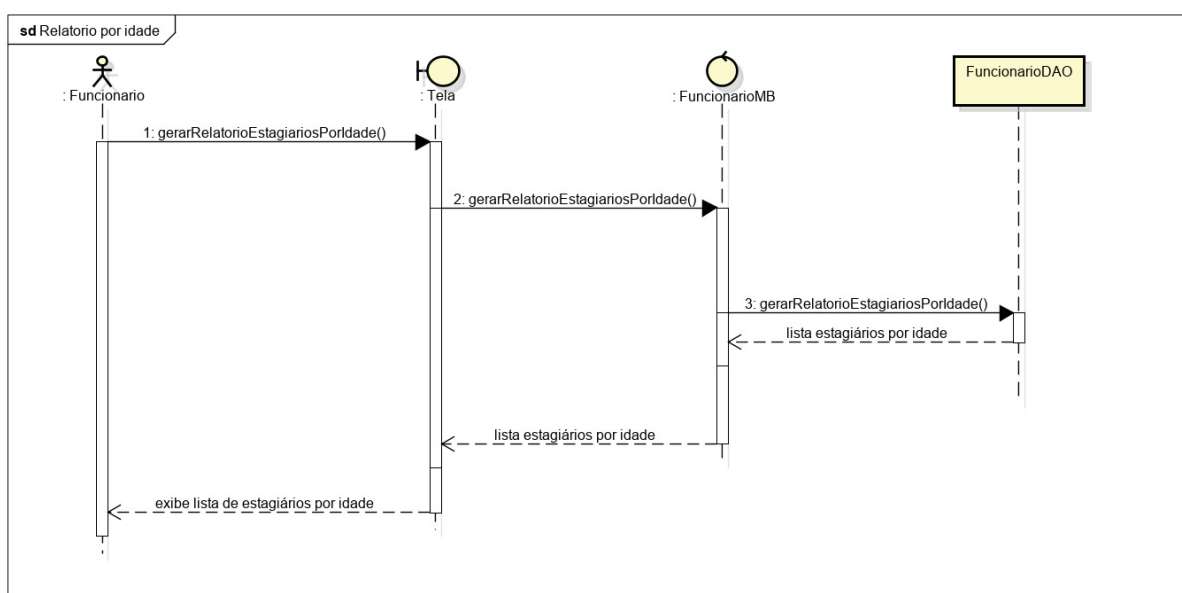 sd Relatorio por idade
: Funcionario
: Tela
: FuncionarioMB
FuncionarioDAO
1: gerarRelatorioEstagiariosPorIdade()
2: gerarRelatorioEstagiariosPorIdade()
3: gerarRelatorioEstagiariosPorIdade()
lista estagiários por idade
lista estagiários por idade
exibe lista de estagiários por idade